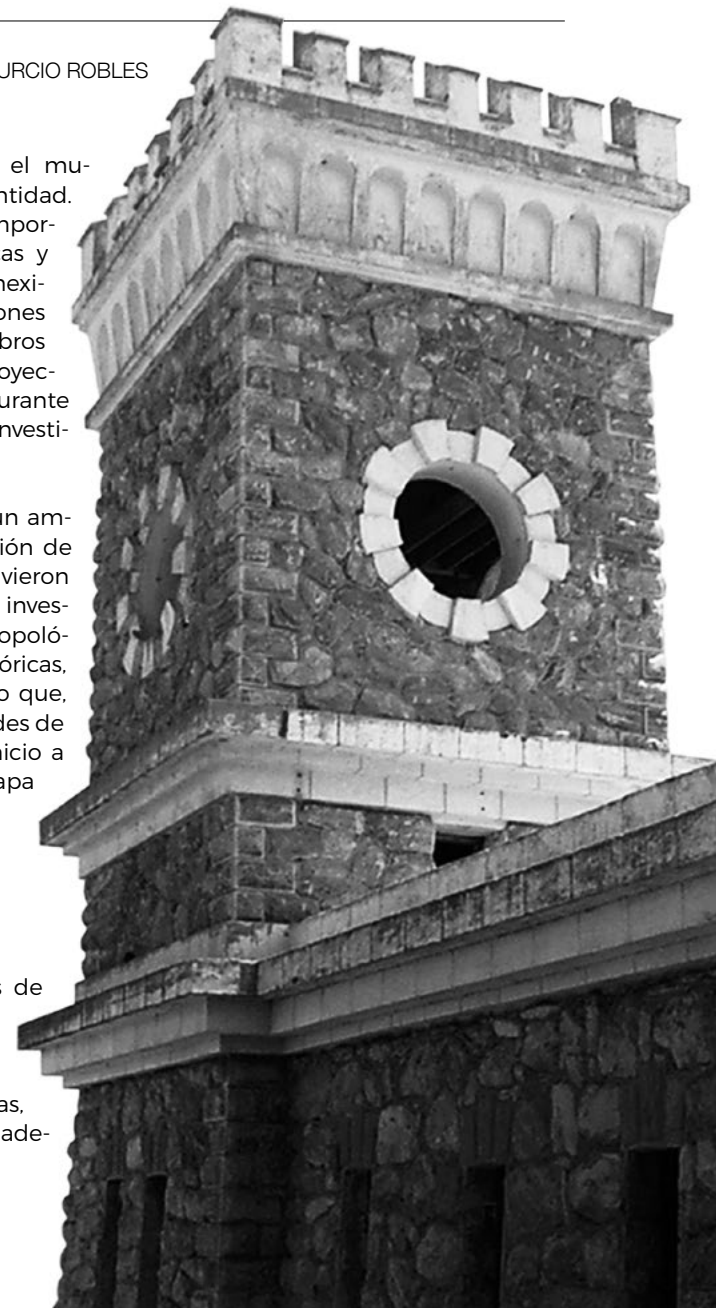 URCIO ROBLES
el mu-
ntidad.
mpor-
as y
nexi-
ones
bros
oyec-
urante
nvesti-
un am-
ión de
vieron
inves-
opoló-
óricas,
o que,
des de
nicio a
apa
s de
as,
ade-